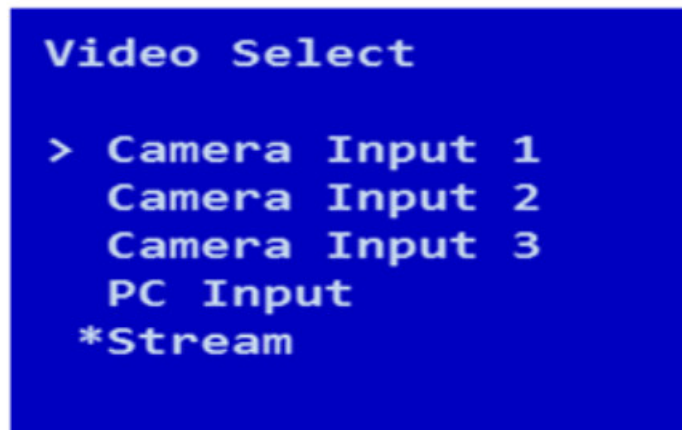 Video Select
> Camera Input 1
Camera Input 2
Camera Input 3
PC Input
*Stream